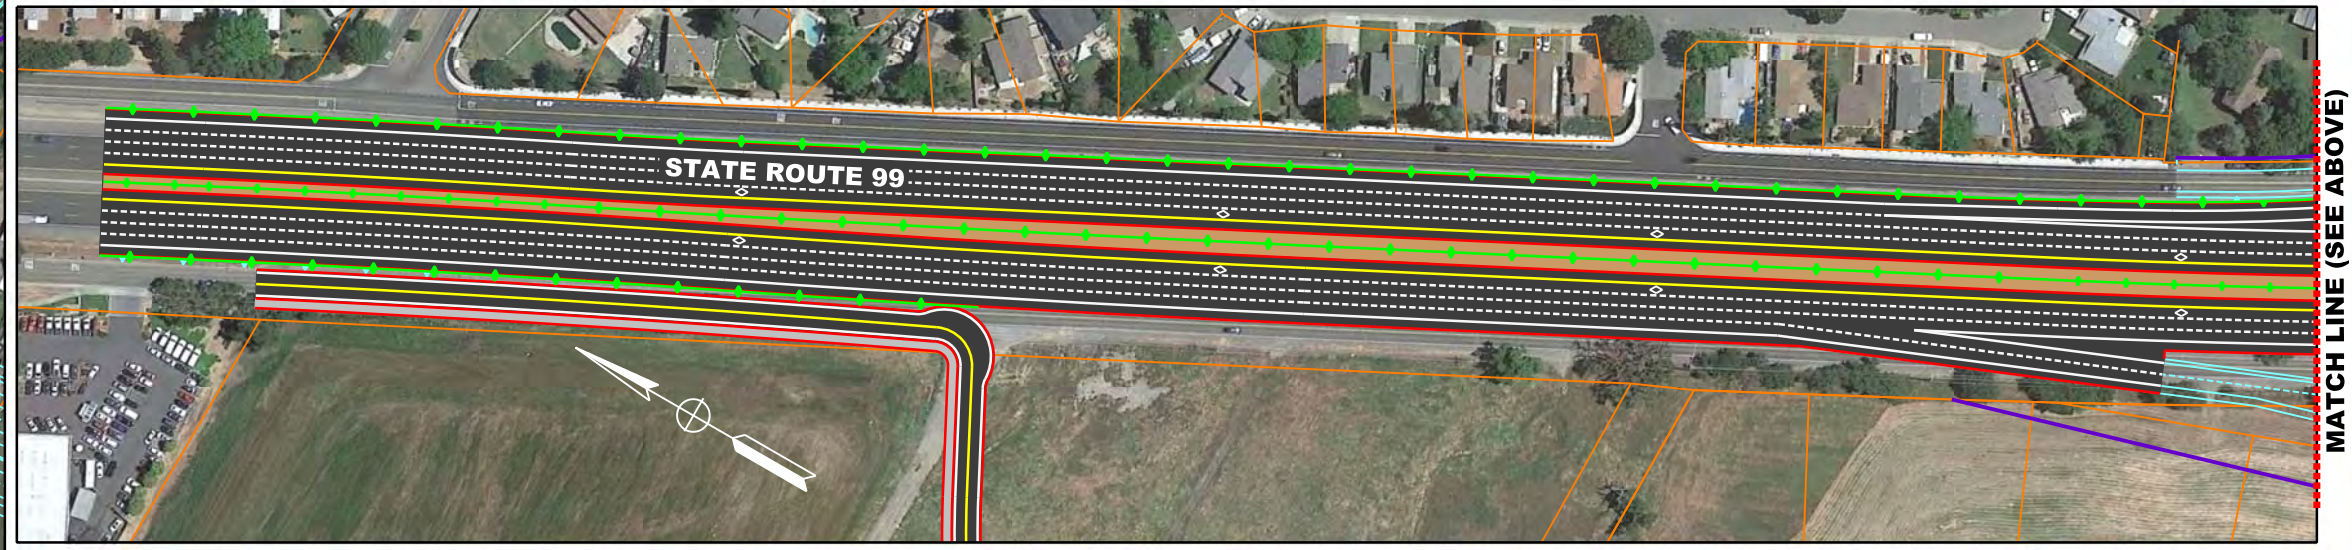 STATE ROUTE 99
MATCH LINE (SEE ABOVE)